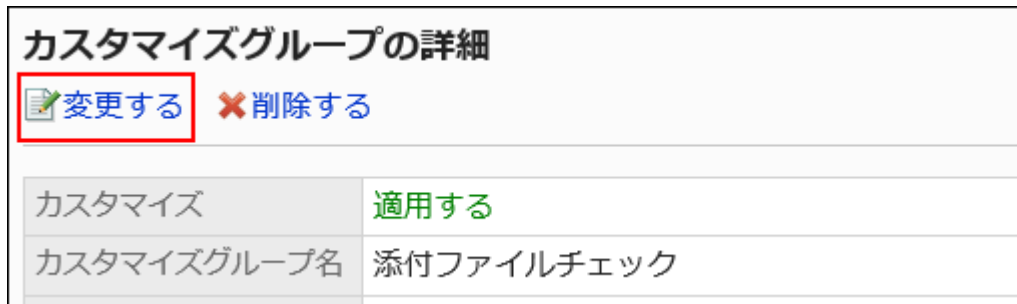 カスタマイズグループの詳細
変更する 削除する
カスタマイズ 適用する
カスタマイズグループ名 添付ファイルチェック